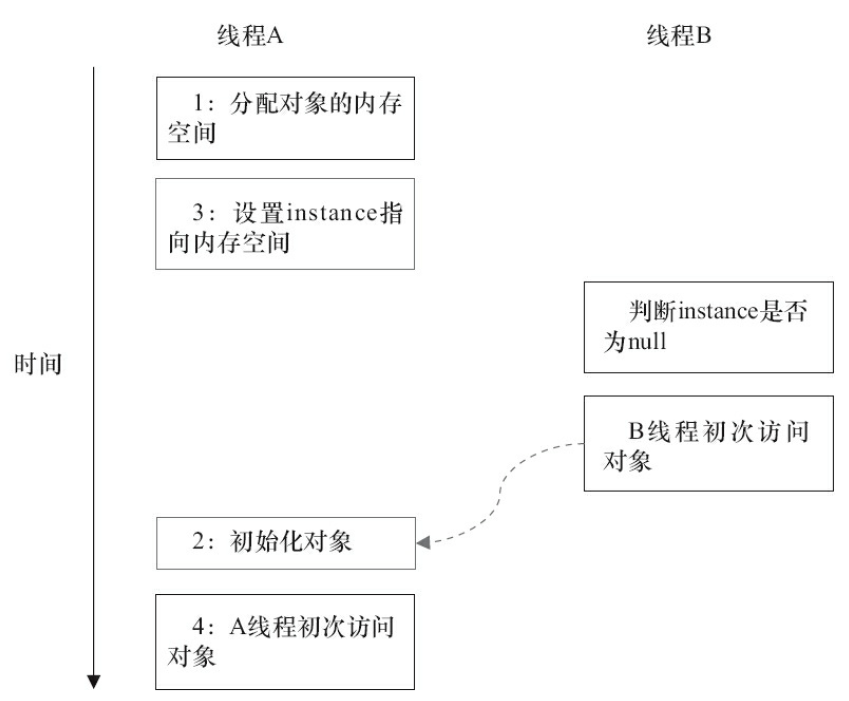 线程A
线程B
1：分配对象的内存
空间
3：设置instance指
向内存空间
判断instance是否
为null
时间
B线程初次访问
对象
2：初始化对象
4：A线程初次访问
对象